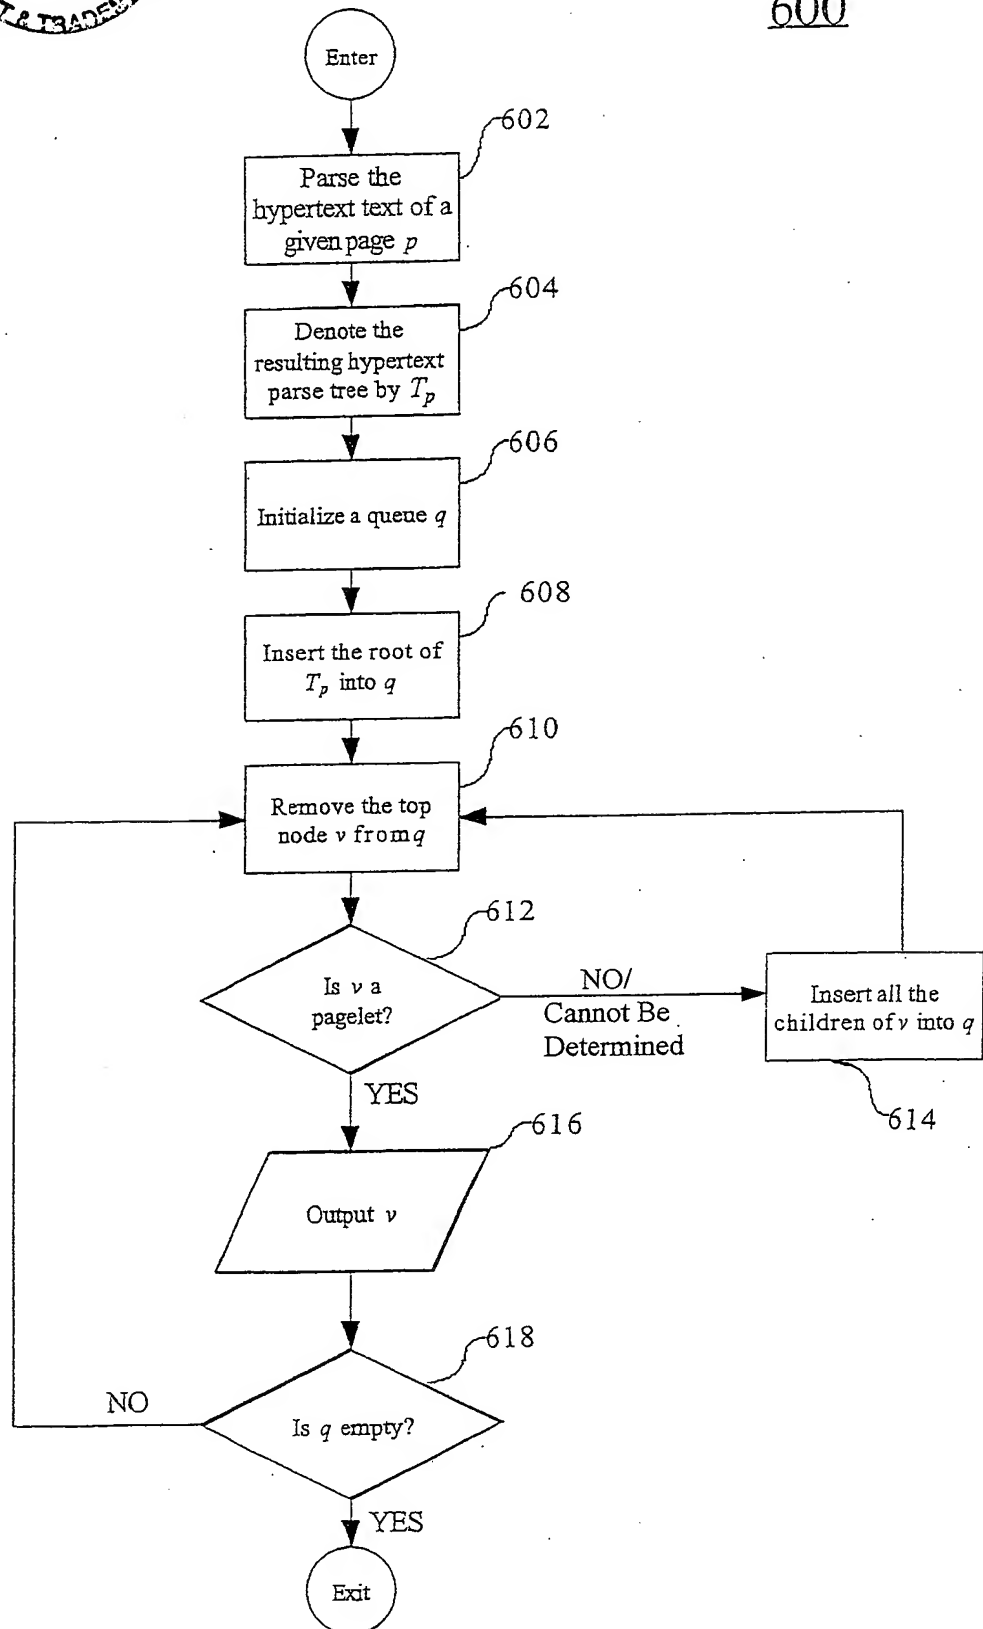 T & TRADEM
600
Enter
602
Parse the
hypertext text of a
given page p
604
Denote the
resulting hypertext
parse tree by Tp
606
Initialize a queue q
608
Insert the root of
Tp into q
610
Remove the top
node v from q
612
Is v a
pagelet?
NO/
Cannot Be
Determined
Insert all the
children of v into q
614
YES
616
Output v
618
NO
Is q empty?
YES
Exit